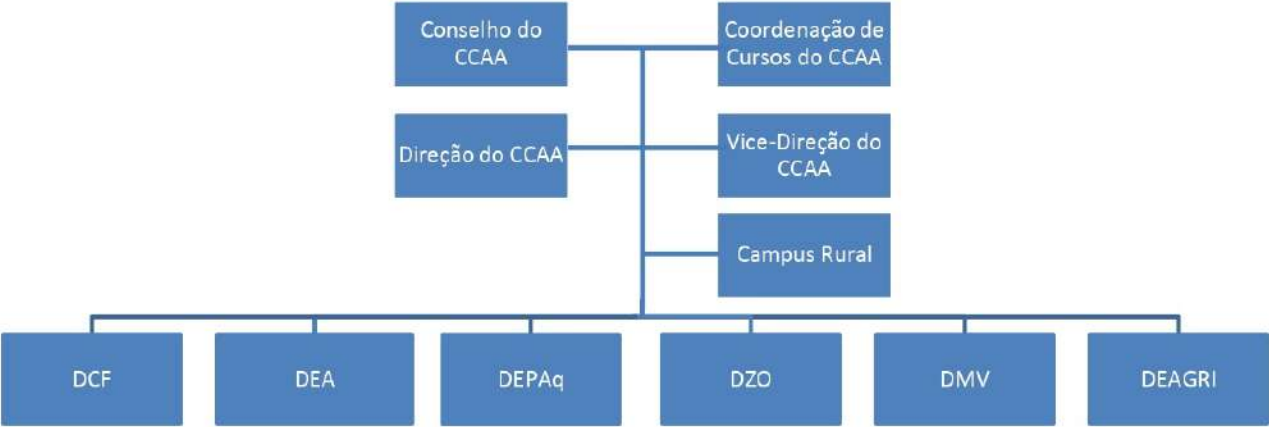 Conselho do
CCAA
Coordenação de
Cursos do CCAA
Direção do CCAA
Vice-Direção do
CCAA
Campus Rural
DCF
DEA
DEPAq
DZO
DMV
DEAGRI